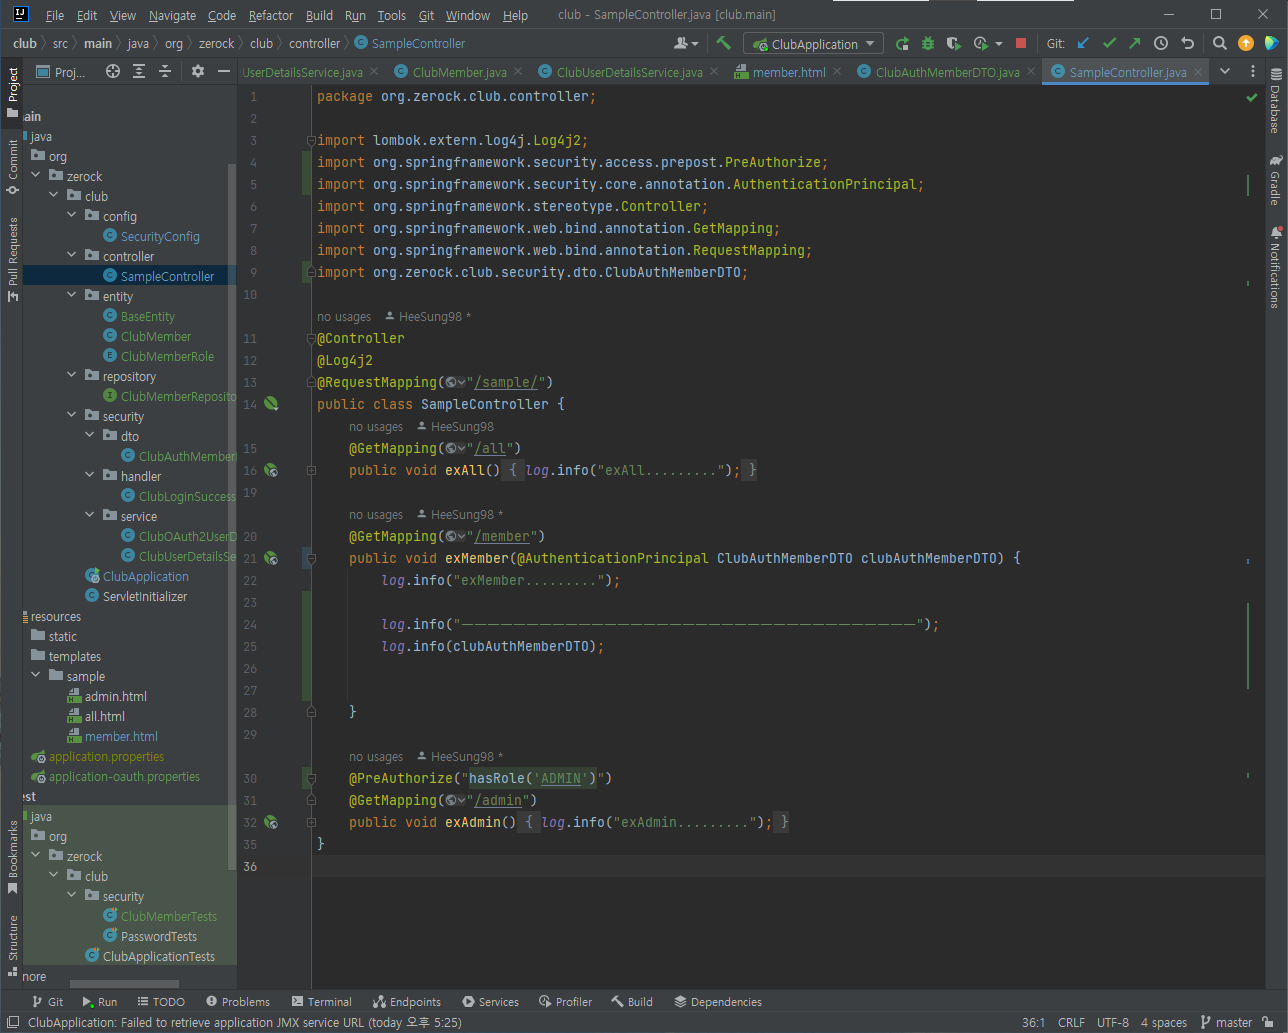 File Edit View Navigate Code Refactor Build Run Tools Git Window Help club - SampleController.java [club.main]
club src main java org zerock club controller SampleController ClubApplication Git:
Proj... UserDetailsService.java ClubMember.java ClubUserDetailsService.java member.html ClubAuthMemberDTO.java SampleController.java
Project
Commit
Pull Requests
Bookmarks
Structure
ain
java
org
zerock
club
config
SecurityConfig
controller
SampleController
entity
BaseEntity
ClubMember
ClubMemberRole
repository
ClubMemberReposito
security
dto
ClubAuthMember
handler
ClubLoginSuccess
service
ClubOAuth2UserD
ClubUserDetailsSe
ClubApplication
ServletInitializer
resources
static
templates
sample
admin.html
all.html
member.html
application.properties
application-oauth.properties
est
java
org
zerock
club
security
ClubMemberTests
PasswordTests
ClubApplicationTests
nore
1 package org.zerock.club.controller;
2
3 import lombok.extern.log4j.Log4j2;
4 import org.springframework.security.access.prepost.PreAuthorize;
5 import org.springframework.security.core.annotation.AuthenticationPrincipal;
6 import org.springframework.stereotype.Controller;
7 import org.springframework.web.bind.annotation.GetMapping;
8 import org.springframework.web.bind.annotation.RequestMapping;
9 import org.zerock.club.security.dto.ClubAuthMemberDTO;
10
no usages HeeSung98 *
11 @Controller
12 @Log4j2
13 @RequestMapping("/sample/")
14 public class SampleController {
no usages HeeSung98
15 @GetMapping("/all")
16 public void exAll() { log.info("exAll........."); }
19
no usages HeeSung98 *
20 @GetMapping("/member")
21 public void exMember(@AuthenticationPrincipal ClubAuthMemberDTO clubAuthMemberDTO) {
22 log.info("exMember.........");
23
24 log.info("———————————————————————————————————");
25 log.info(clubAuthMemberDTO);
26
27
28 }
29
no usages HeeSung98 *
30 @PreAuthorize("hasRole('ADMIN')")
31 @GetMapping("/admin")
32 public void exAdmin() { log.info("exAdmin........."); }
35 }
36
Database
Gradle
Notifications
Git Run TODO Problems Terminal Endpoints Services Profiler Build Dependencies
ClubApplication: Failed to retrieve application JMX service URL (today 오후 5:25) 36:1 CRLF UTF-8 4 spaces master